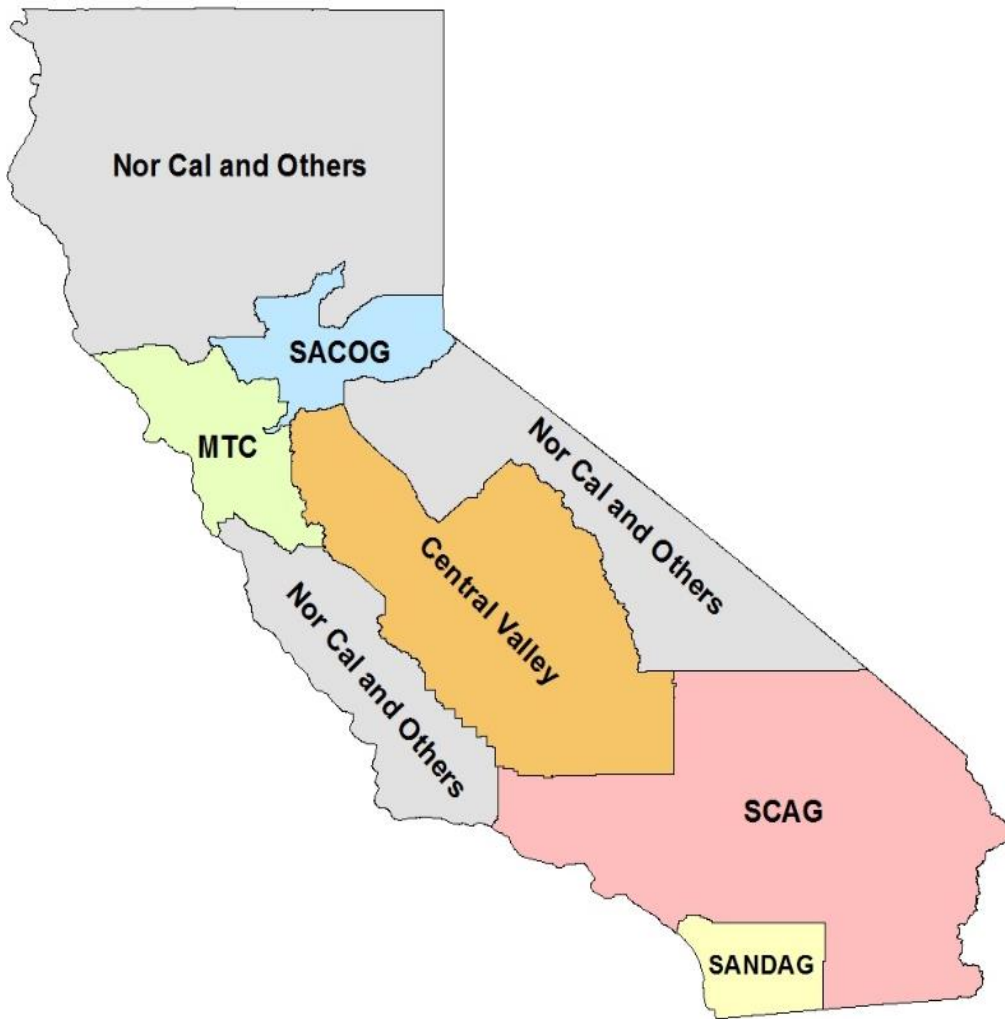 Nor Cal and Others
SACOG
MTC
Nor Cal and Others
Central Valley
Nor Cal and Others
SCAG
SANDAG